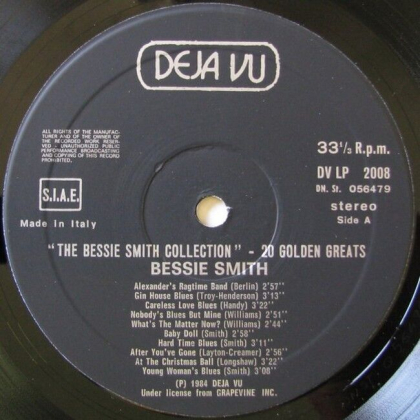 DEJA VU
ALL RIGHTS OF THE MANUFAC-
TURER AND OF THE OWNER OF
THE RECORDED WORK RESER-
VED - UNAUTHORIZED PUBLIC
PERFORMANCE BROADCASTING
AND COPYING OF THIS RECORD
PROHIBITED.
S.I.A.E.
Made in Italy
33 1/3 R.p.m.
DV LP 2008
DN. St. 056479
stereo
Side A
"THE BESSIE SMITH COLLECTION" - 20 GOLDEN GREATS
BESSIE SMITH
Alexander's Ragtime Band (Berlin) 2'57''
Gin House Blues (Troy-Henderson) 3'13''
Careless Love Blues (Handy) 3'22''
Nobody's Blues But Mine (Williams) 2'51''
What's The Matter Now? (Williams) 2'44''
Baby Doll (Smith) 2'58''
Hard Time Blues (Smith) 3'11''
After You've Gone (Layton-Creamer) 2'56''
At The Christmas Ball (Longshaw) 3'22''
Young Woman's Blues (Smith) 3'08''
(P) 1984 DEJA VU
Under license from GRAPEVINE INC.